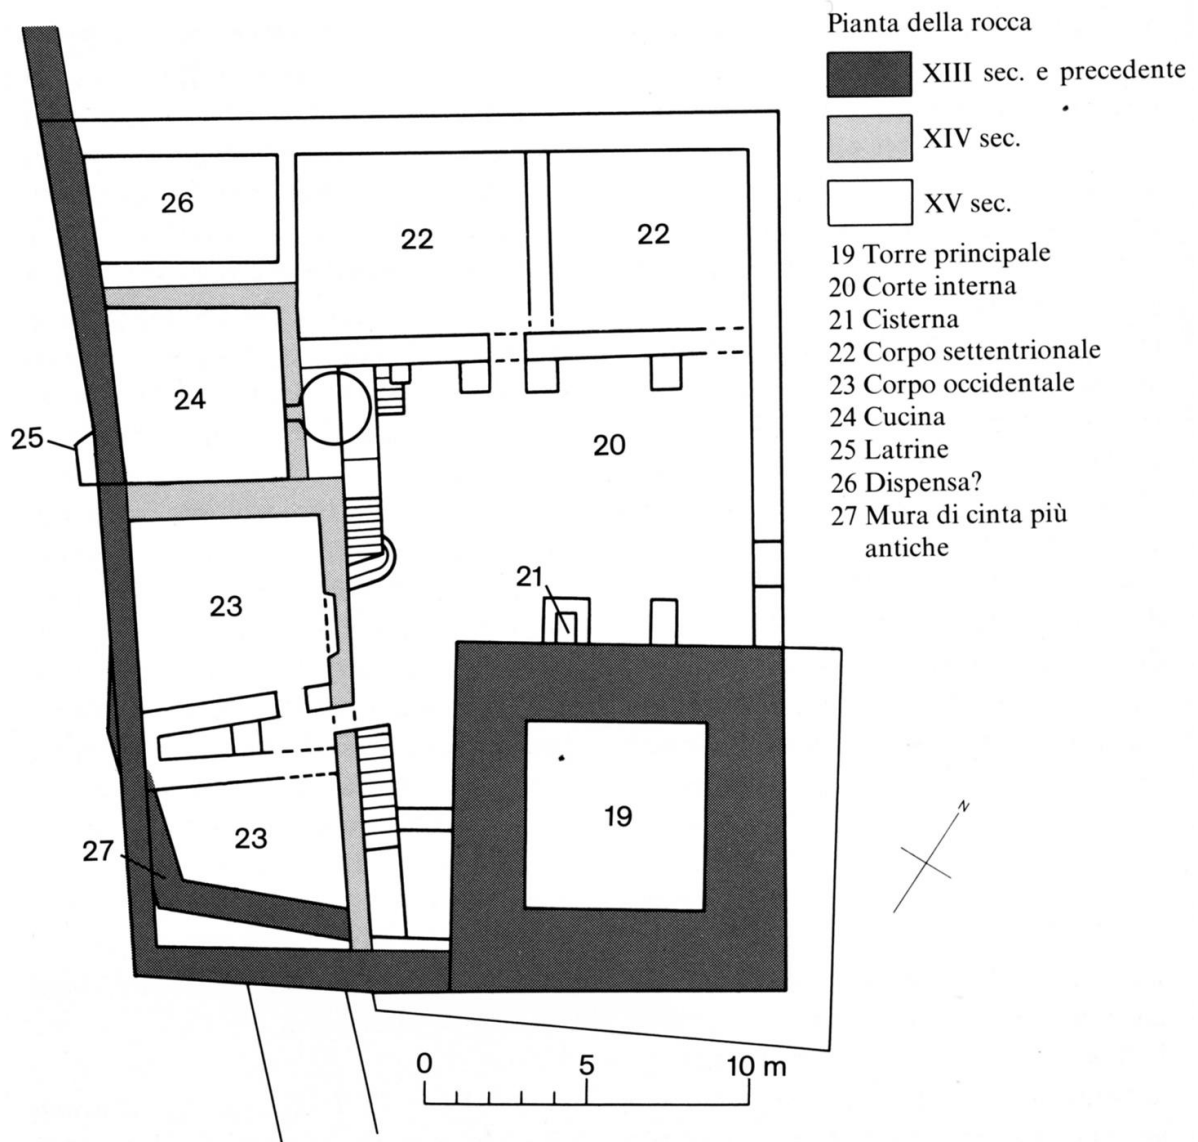 Pianta della rocca
XIII sec. e precedente
XIV sec.
XV sec.
19 Torre principale
20 Corte interna
21 Cisterna
22 Corpo settentrionale
23 Corpo occidentale
24 Cucina
25 Latrine
26 Dispensa?
27 Mura di cinta più
antiche
26
22
22
24
25
20
21
23
19
23
27
N
0 5 10 m